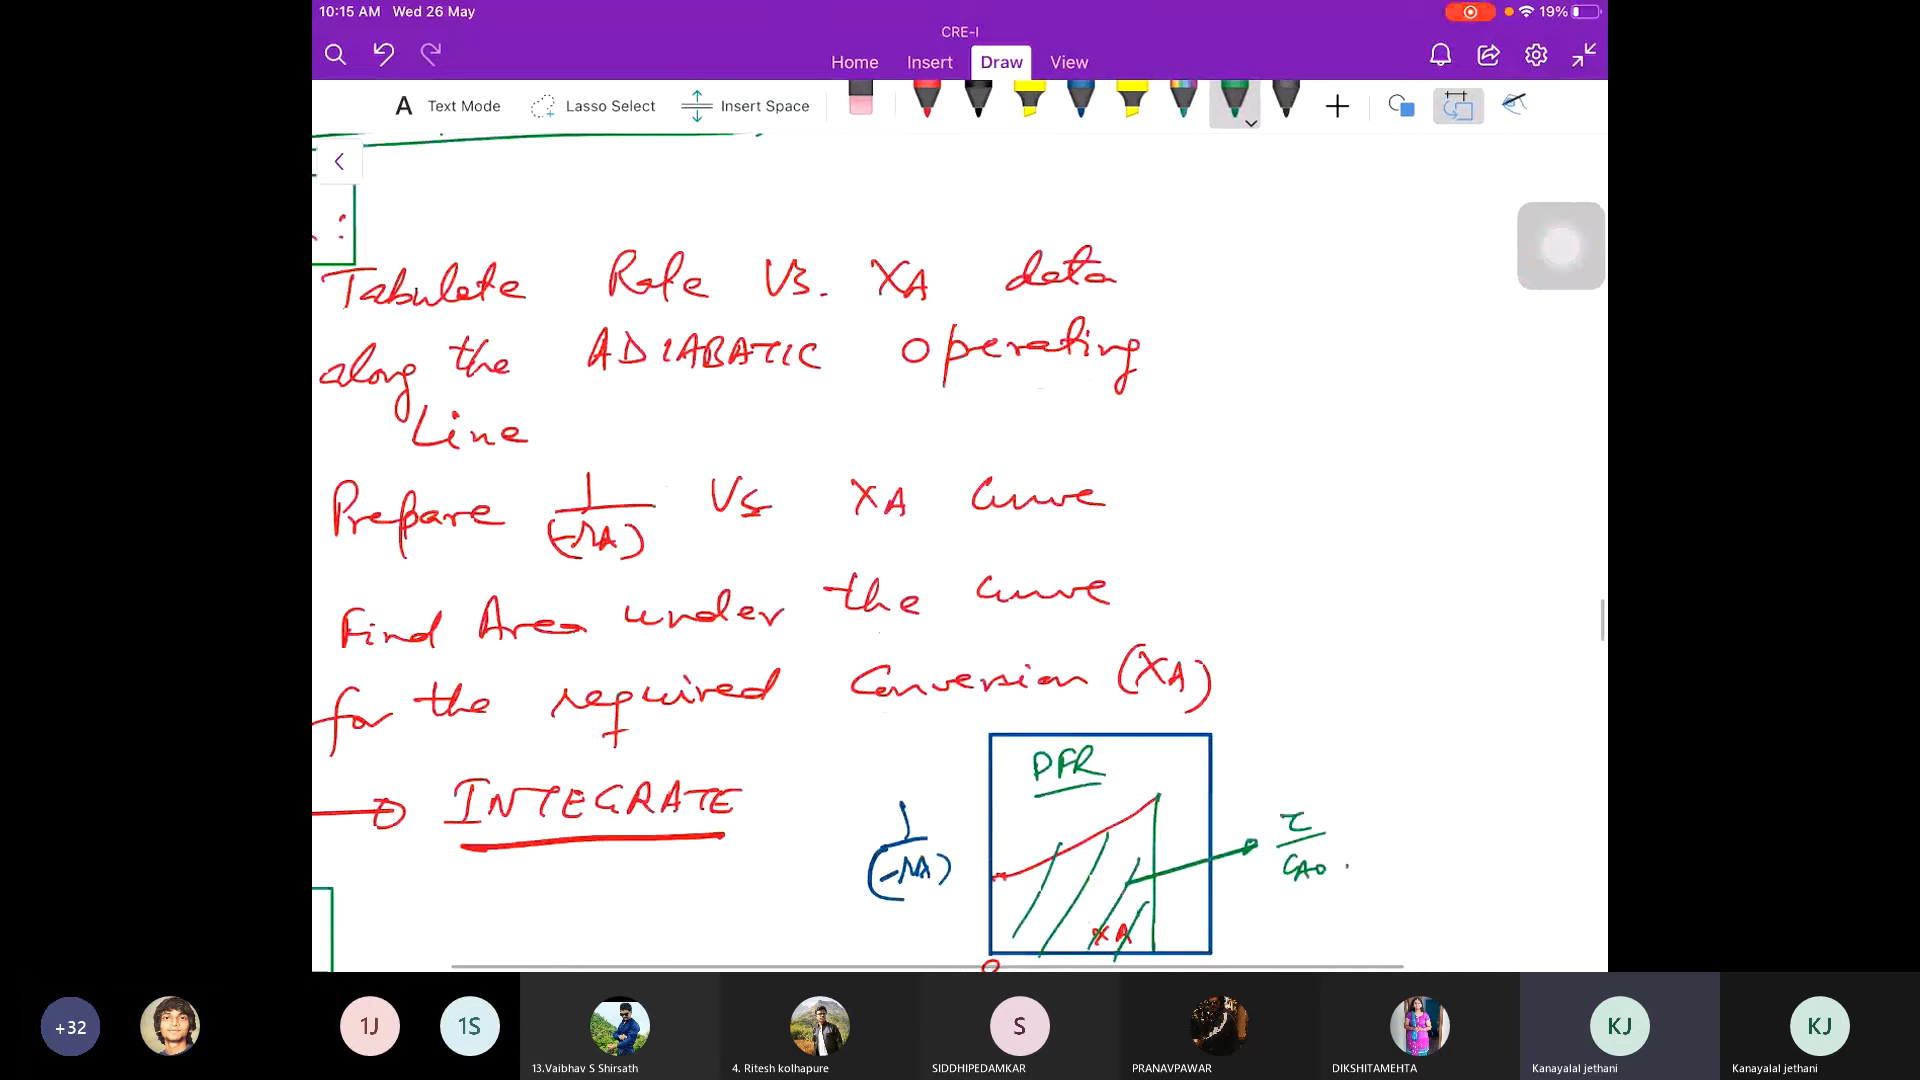 10:15 AM Wed 26 May
19%
CRE-I
Home Insert Draw View
A Text Mode Lasso Select Insert Space
Tabulate Rate Vs. XA data
along the ADIABATIC operating
Line
Prepare 1/(-rA) Vs XA Curve
Find Area under the Curve
for the required Conversion (XA)
INTEGRATE
PFR
1/(-rA)
τ/CA0
XA
0
+32
1J
1S
S
KJ
KJ
13.Vaibhav S Shirsath
4. Ritesh kolhapure
SIDDHIPEDAMKAR
PRANAVPAWAR
DIKSHITAMEHTA
Kanayalal jethani
Kanayalal jethani